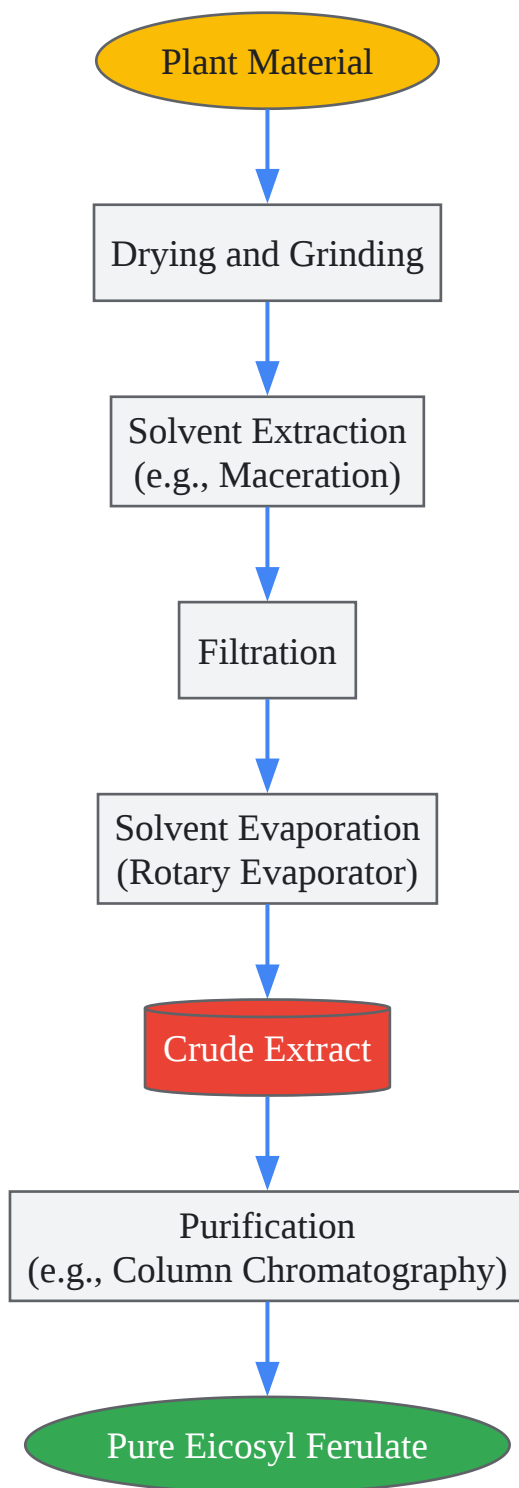 Plant Material
Drying and Grinding
Solvent Extraction
(e.g., Maceration)
Filtration
Solvent Evaporation
(Rotary Evaporator)
Crude Extract
Purification
(e.g., Column Chromatography)
Pure Eicosyl Ferulate